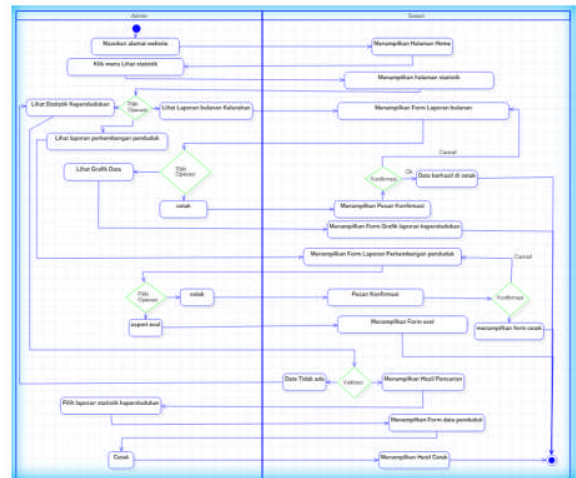 Admin
Sistem
Masukan alamat website
Menampilkan Halaman Home
Klik menu Lihat statistik
Menampilkan halaman statistik
Lihat Statistik Kependudukan
Pilih
Operasi
Lihat Laporan bulanan Kelurahan
Menampilkan Form Laporan bulanan
Lihat laporan perkembangan penduduk
Cancel
Lihat Grafik Data
Pilih
Operasi
Konfirmasi
Ok
Data berhasil di cetak
cetak
Menampilkan Pesan Konfirmasi
Menampilkan Form Grafik laporan kependudukan
Menampilkan Form Laporan Perkembangan penduduk
Cancel
Pilih
Operasi
cetak
Pesan Konfirmasi
Konfirmasi
export exel
Menampilkan Form exel
menampilkan form cetak
Data Tidak ada
Validasi
Menampilkan Hasil Pencarian
Pilih laporan statistik kependudukan
Menampilkan Form data penduduk
Cetak
Menampilkan Hasil Cetak